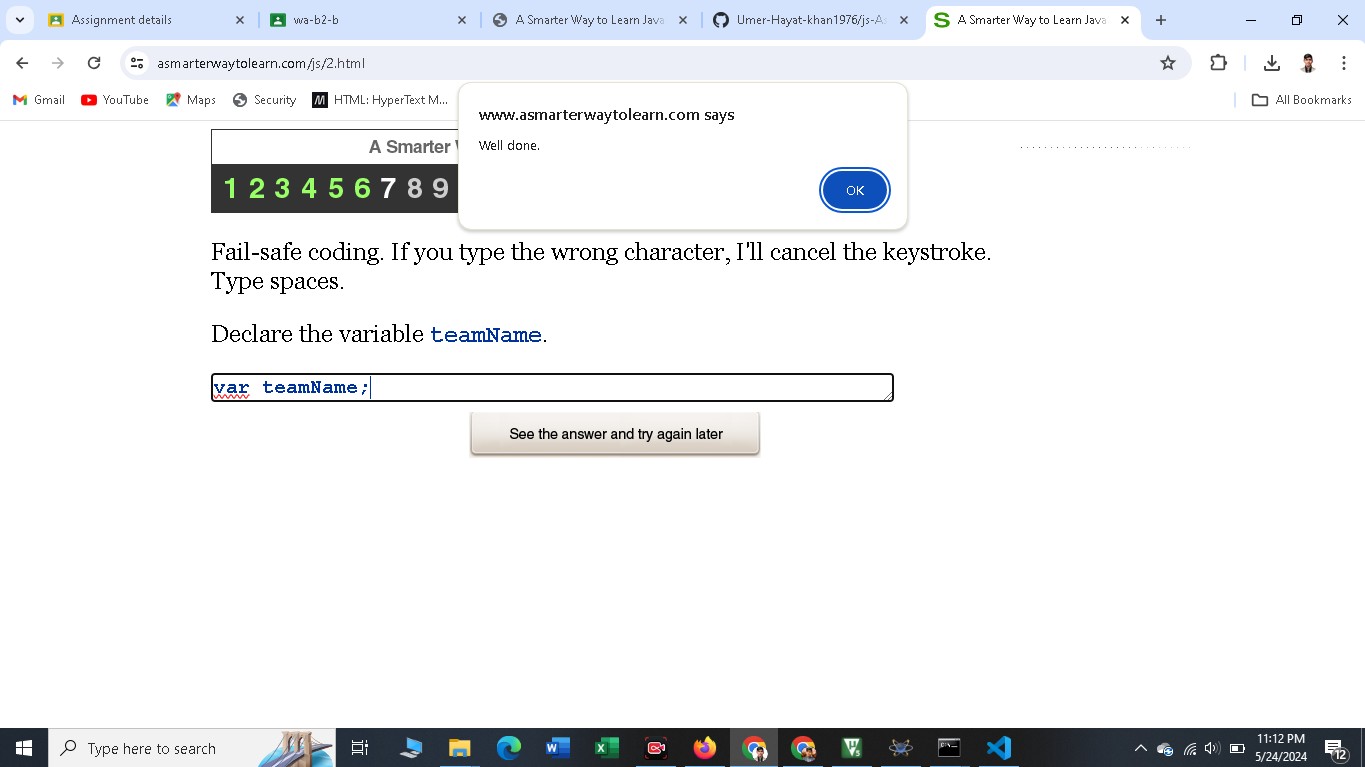 Assignment details
wa-b2-b
A Smarter Way to Learn Java
Umer-Hayat-khan1976/js-As
A Smarter Way to Learn Java
asmarterwaytolearn.com/js/2.html
Gmail
YouTube
Maps
Security
HTML: HyperText M...
All Bookmarks
www.asmarterwaytolearn.com says
Well done.
OK
A Smarter
1 2 3 4 5 6 7 8 9
Fail-safe coding. If you type the wrong character, I'll cancel the keystroke.
Type spaces.
Declare the variable teamName.
var teamName;
See the answer and try again later
Type here to search
11:12 PM
5/24/2024
12